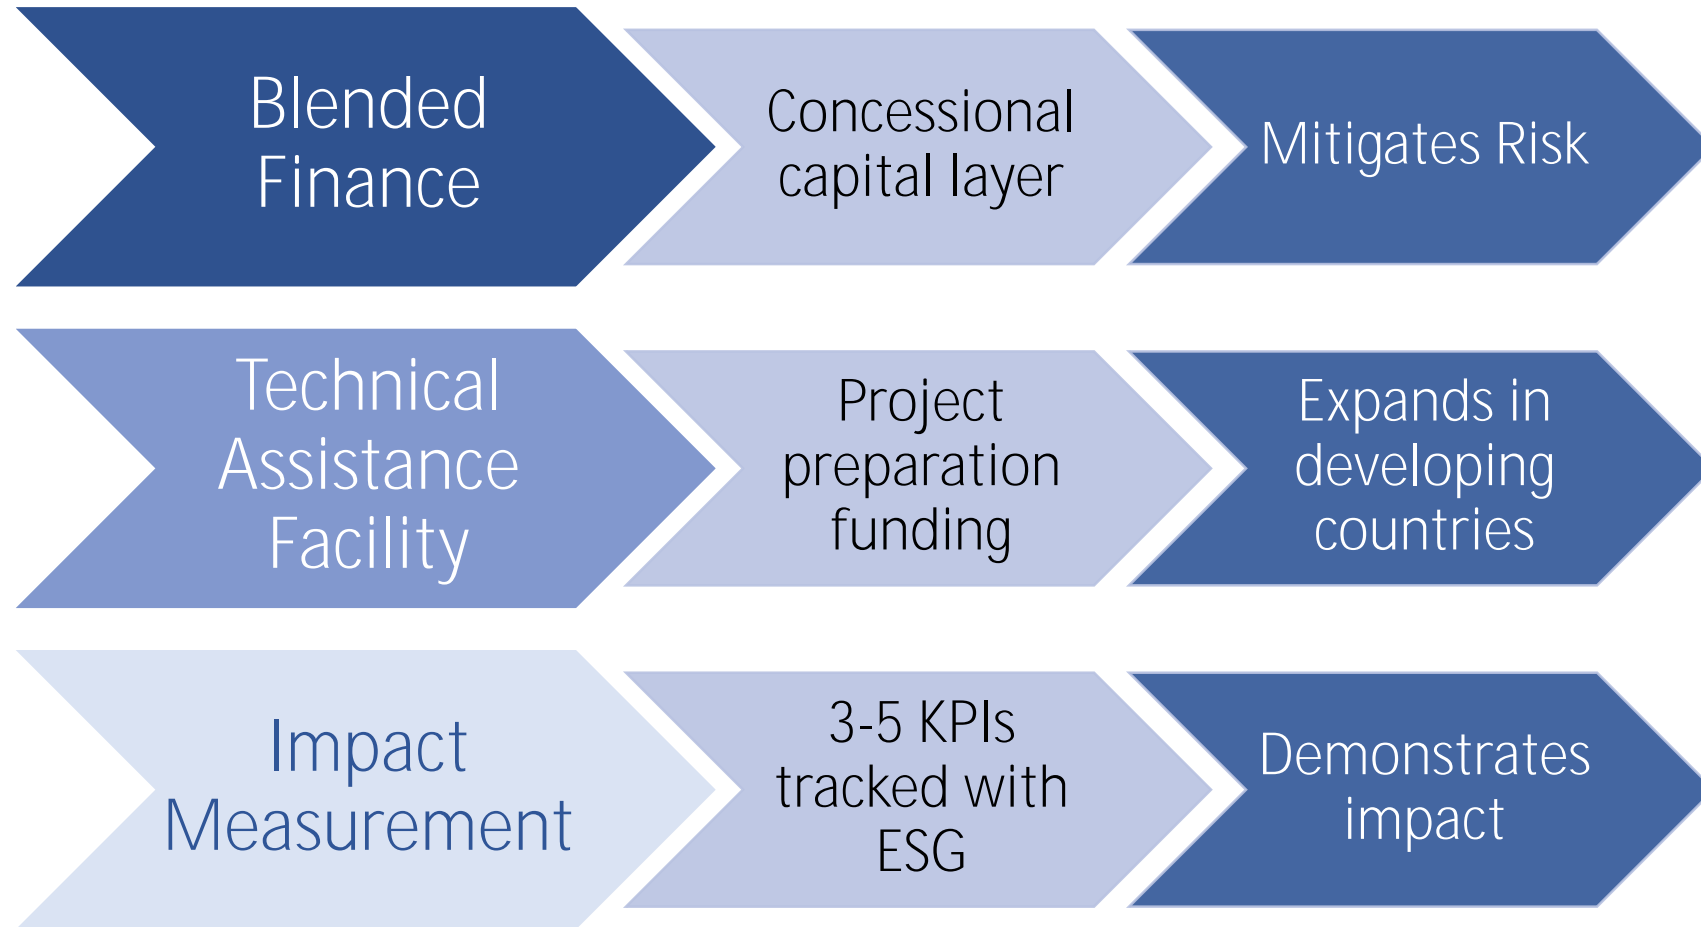 Blended
Finance
Concessional
capital layer
Mitigates Risk
Technical
Assistance
Facility
Project
preparation
funding
Expands in
developing
countries
Impact
Measurement
3-5 KPIs
tracked with
ESG
Demonstrates
impact